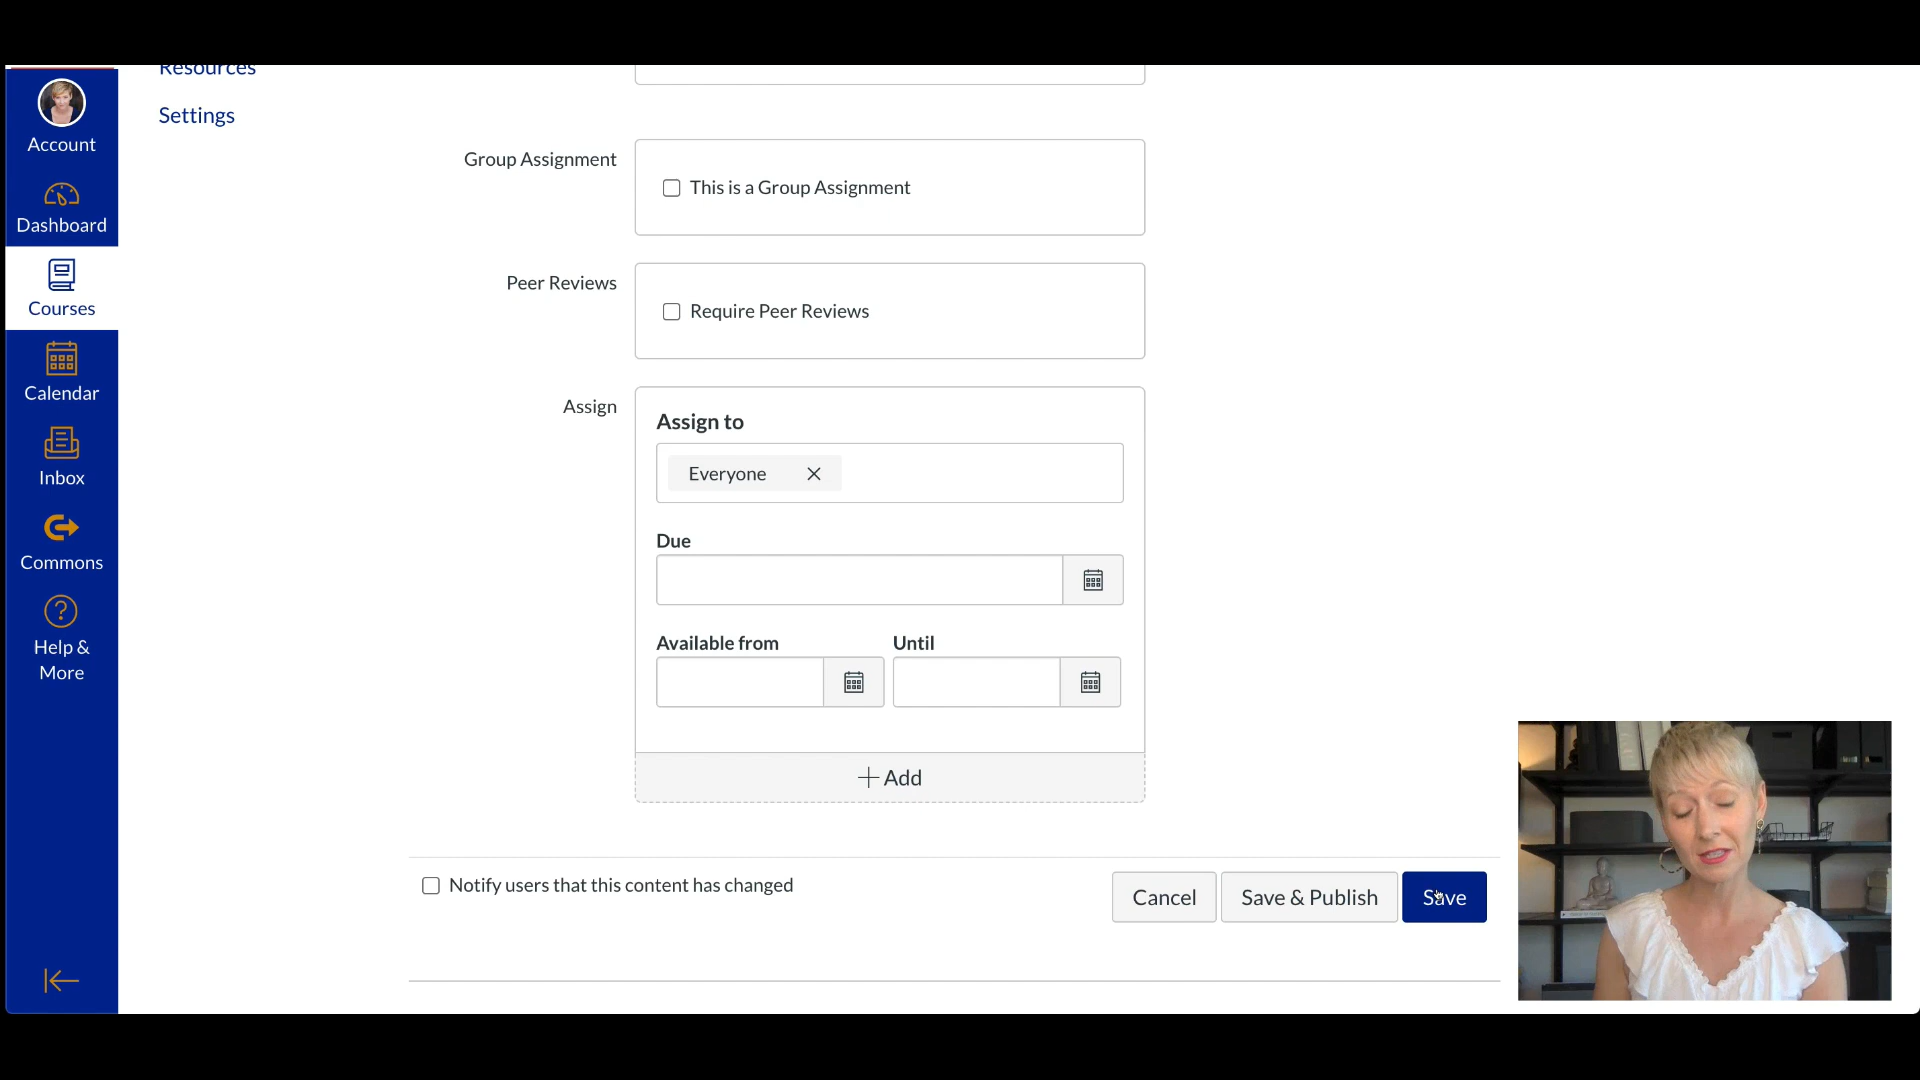 Resources
Settings
Account
Dashboard
Courses
Calendar
Inbox
Commons
Help &
More
Group Assignment
This is a Group Assignment
Peer Reviews
Require Peer Reviews
Assign
Assign to
Everyone
Due
Available from
Until
Add
Notify users that this content has changed
Cancel
Save & Publish
Save